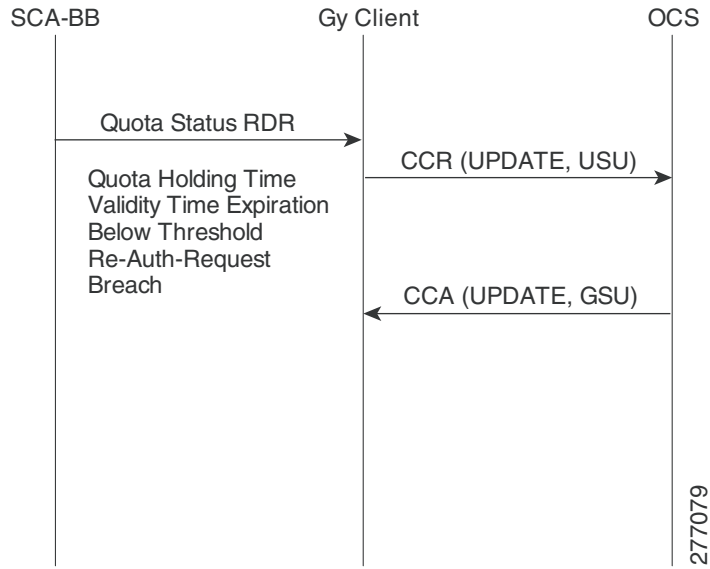 SCA-BB
Gy Client
OCS
Quota Status RDR
CCR (UPDATE, USU)
Quota Holding Time
Validity Time Expiration
Below Threshold
Re-Auth-Request
Breach
CCA (UPDATE, GSU)
277079